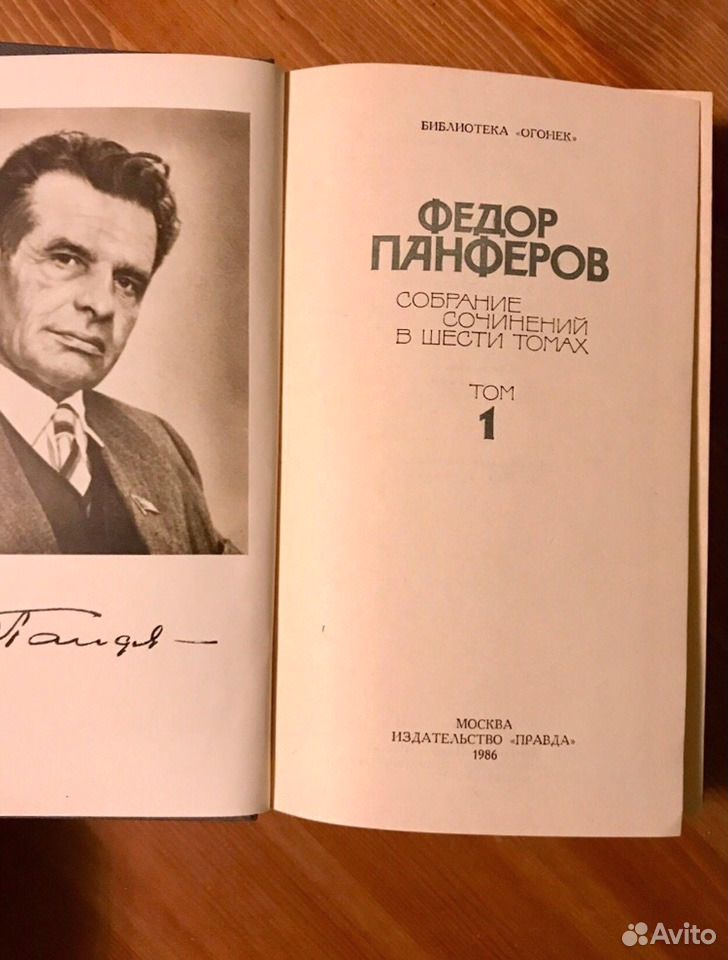 БИБЛИОТЕКА «ОГОНЕК»
ФЕДОР
ПАНФЕРОВ
СОБРАНИЕ
СОЧИНЕНИЙ
В ШЕСТИ ТОМАХ
ТОМ
1
МОСКВА
ИЗДАТЕЛЬСТВО «ПРАВДА»
1986
Avito